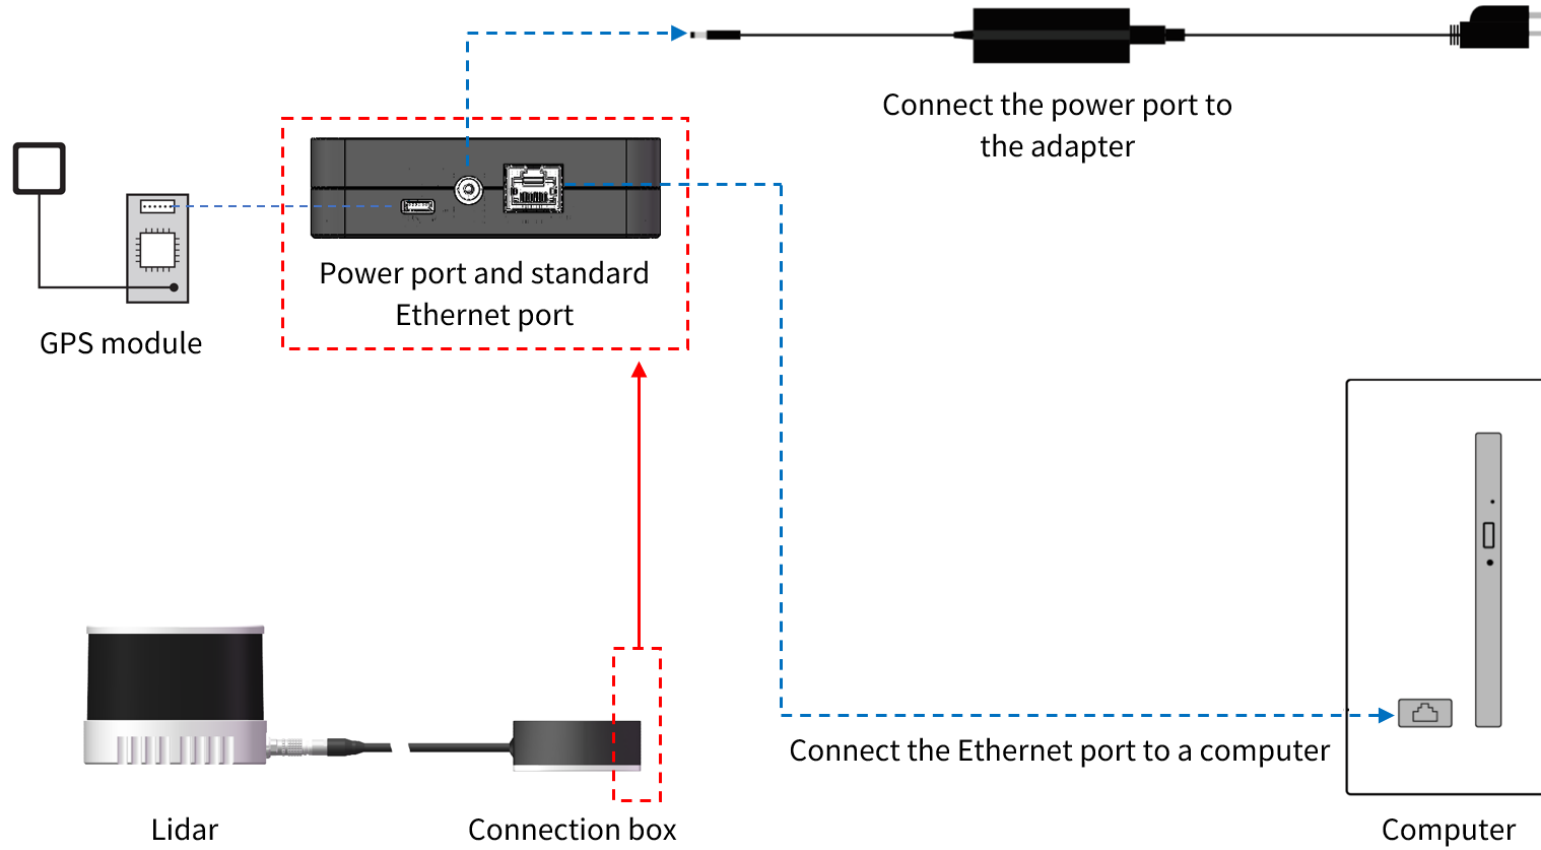 Connect the power port to
the adapter
Power port and standard
Ethernet port
GPS module
Connect the Ethernet port to a computer
Lidar
Connection box
Computer